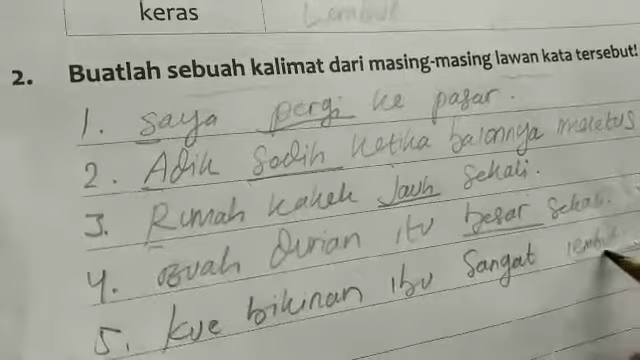 keras Lembut
2. Buatlah sebuah kalimat dari masing-masing lawan kata tersebut!
1. Saya pergi ke pasar.
2. Adik Sedih ketika balonnya meletus
3. Rumah kakek Jauh Sekali.
4. Buah Durian itu besar Sekali.
5. kue bikinan Ibu Sangat lembut